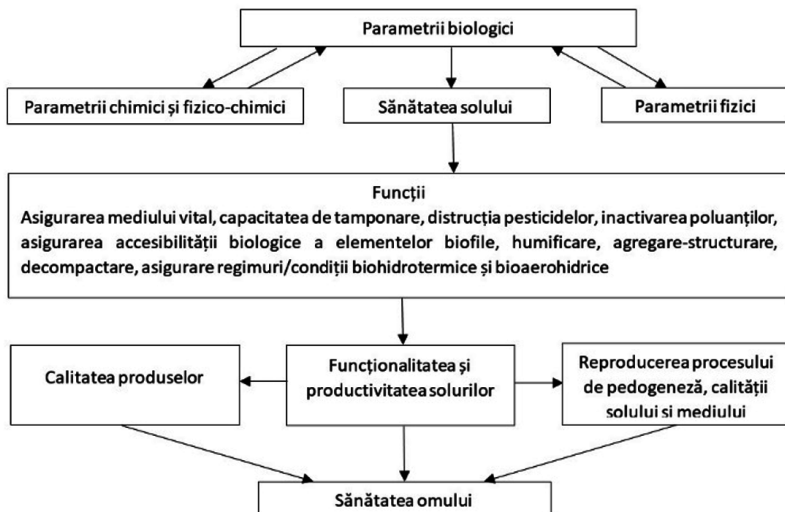 Parametrii biologici
Parametrii chimici și fizico-chimici
Sănătatea solului
Parametrii fizici
Funcții
Asigurarea mediului vital, capacitatea de tamponare, distrucția pesticidelor, inactivarea poluanților,
asigurarea accesibilității biologice a elementelor biofile, humificare, agregare-structurare,
decompactare, asigurare regimuri/condiții biohidrotermice și bioaerohidrice
Calitatea produselor
Funcționalitatea și
productivitatea solurilor
Reproducerea procesului
de pedogeneză, calității
solului si mediului
Sănătatea omului